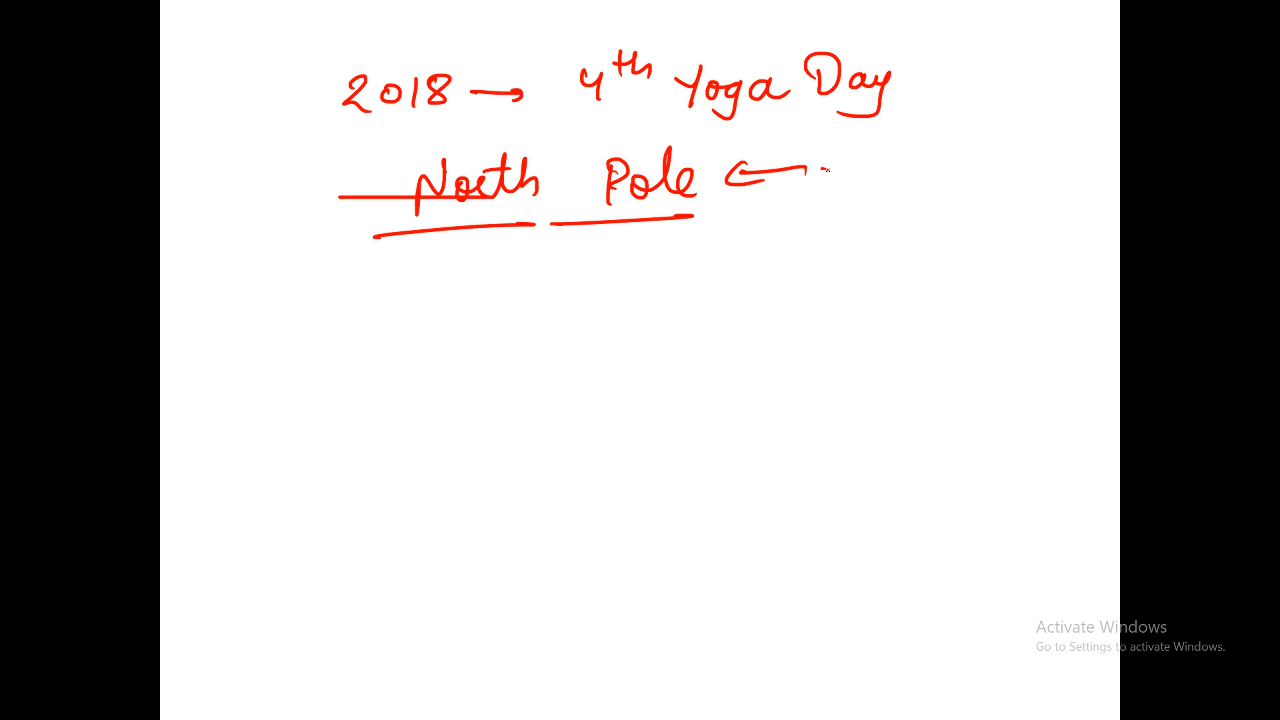 2018 → 4th Yoga Day
North Pole ←
Activate Windows
Go to Settings to activate Windows.